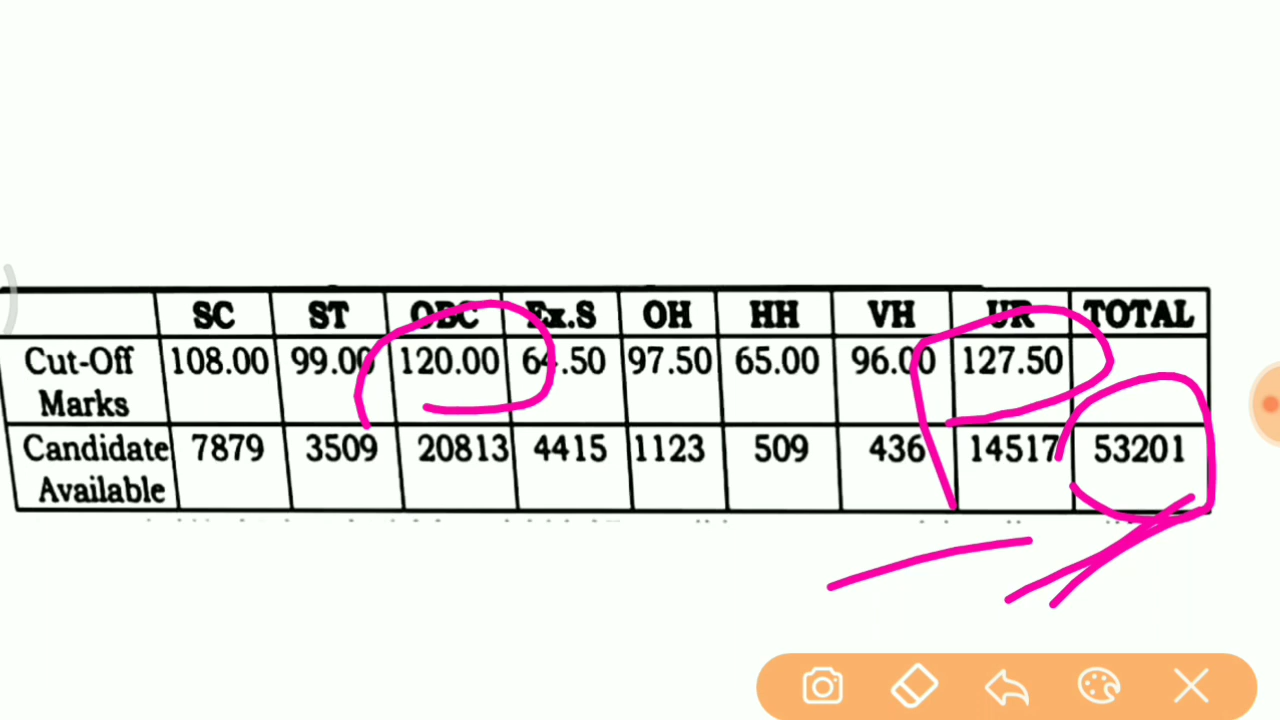 SC ST OBC Ex.S OH HH VH UR TOTAL
Cut-Off Marks 108.00 99.00 120.00 64.50 97.50 65.00 96.00 127.50
Candidate Available 7879 3509 20813 4415 1123 509 436 14517 53201